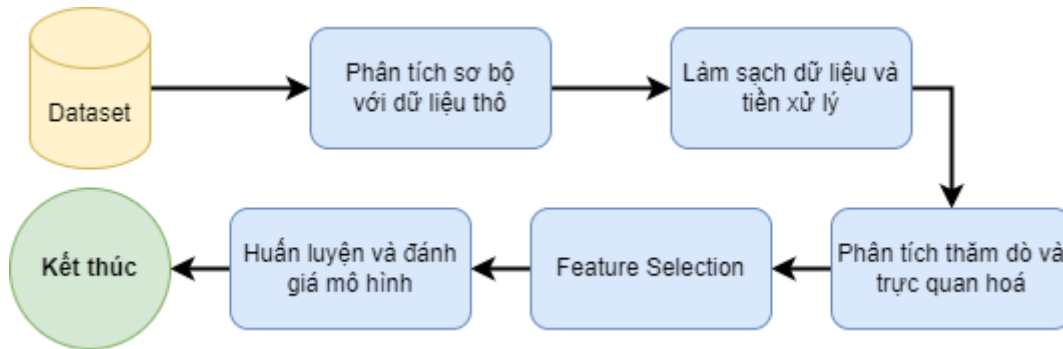 Dataset
Phân tích sơ bộ
với dữ liệu thô
Làm sạch dữ liệu và
tiền xử lý
Phân tích thăm dò và
trực quan hoá
Feature Selection
Huấn luyện và đánh
giá mô hình
Kết thúc